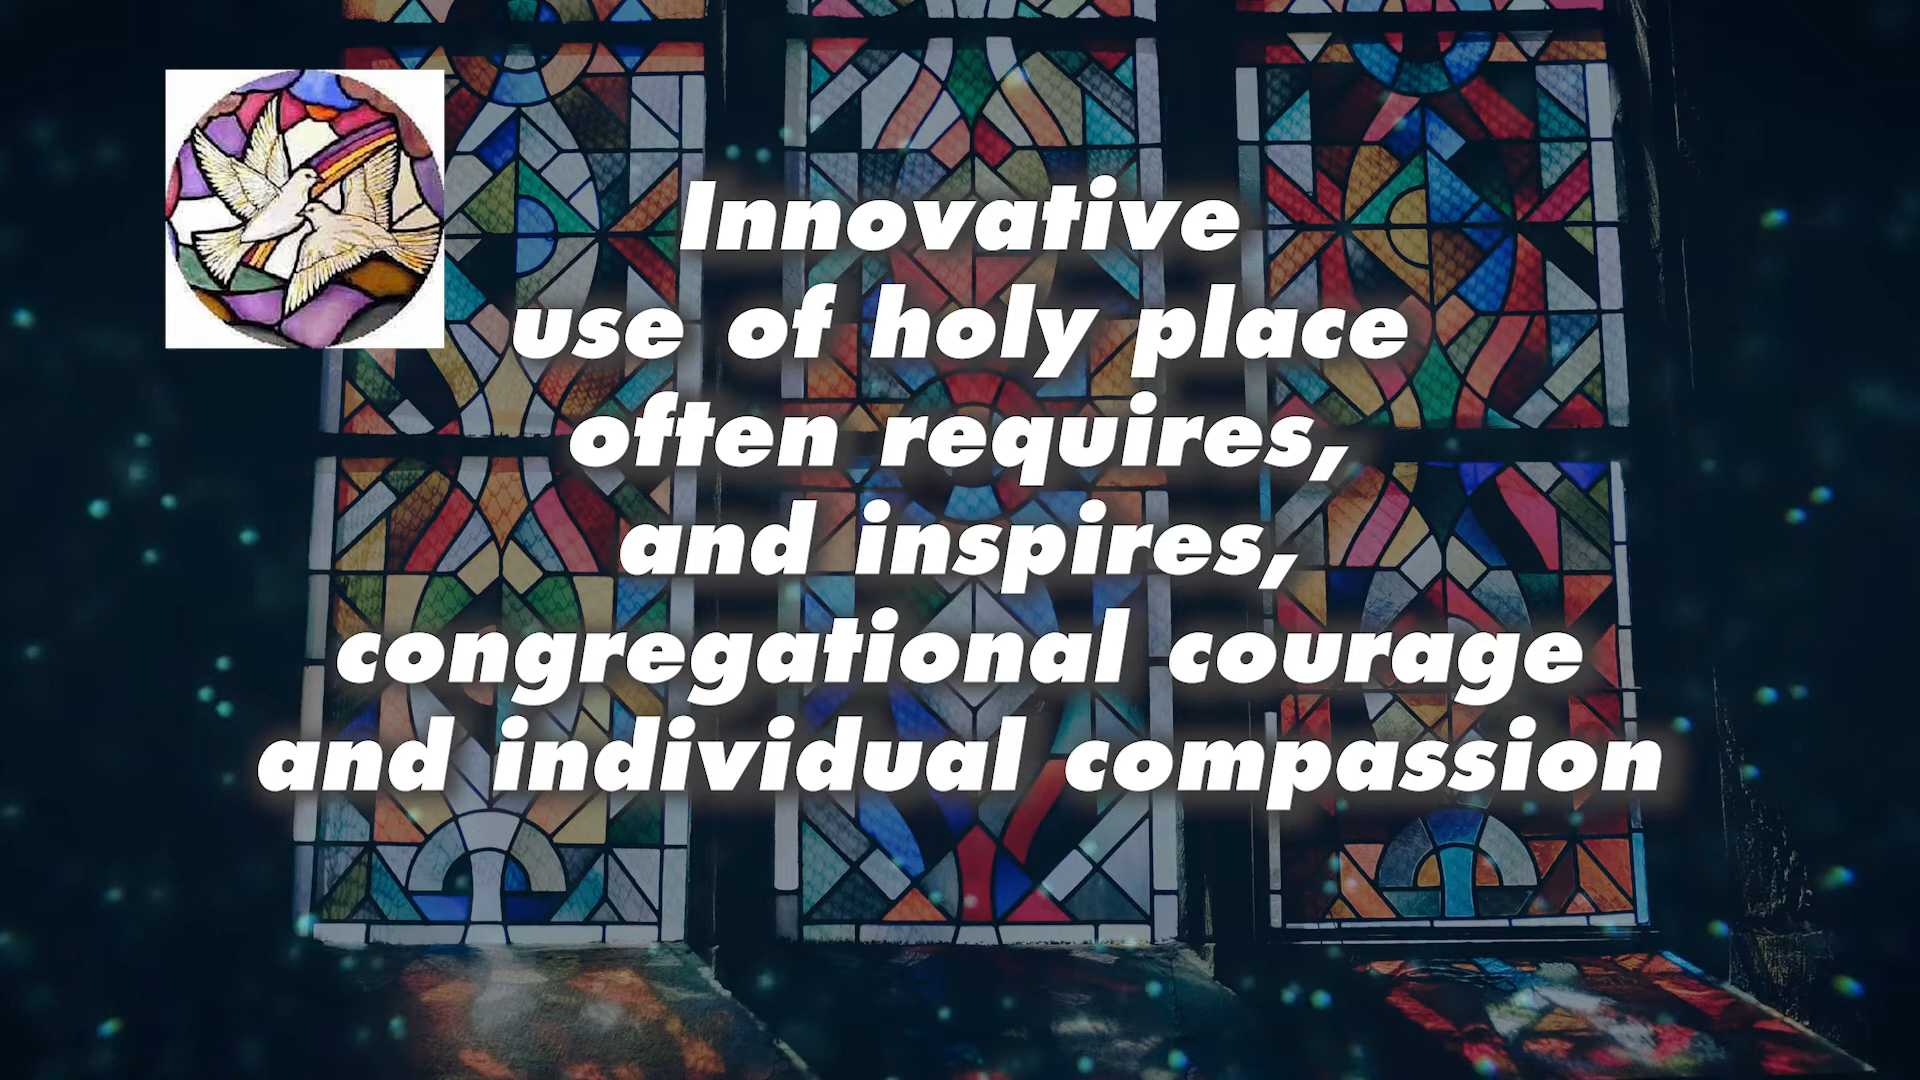 Innovative
use of holy place
often requires,
and inspires,
congregational courage
and individual compassion